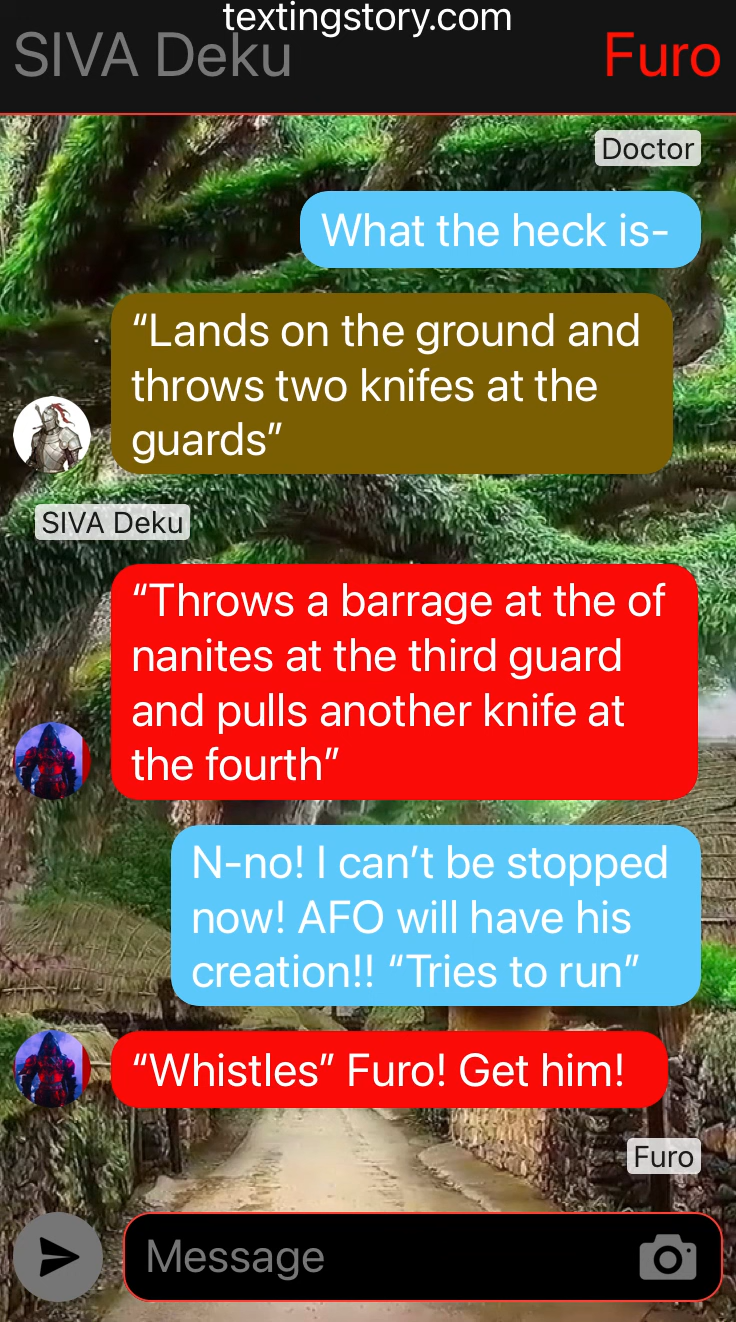 textingstory.com
SIVA Deku
Furo
Doctor
What the heck is-
“Lands on the ground and
throws two knifes at the
guards”
SIVA Deku
“Throws a barrage at the of
nanites at the third guard
and pulls another knife at
the fourth”
N-no! I can’t be stopped
now! AFO will have his
creation!! “Tries to run”
“Whistles” Furo! Get him!
Furo
Message